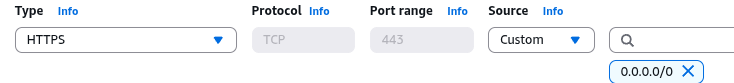 Type Info Protocol Info Port range Info Source Info
HTTPS TCP 443 Custom
0.0.0.0/0